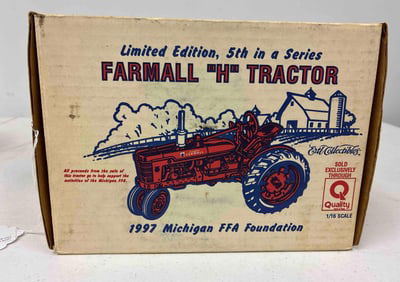 Limited Edition, 5th in a Series
FARMALL "H" TRACTOR
Ertl Collectibles
All proceeds from the sale of
this tractor go to help support the
activities of the Michigan FFA.
SOLD
EXCLUSIVELY
THROUGH
Q
Quality
1/16 SCALE
1997 Michigan FFA Foundation